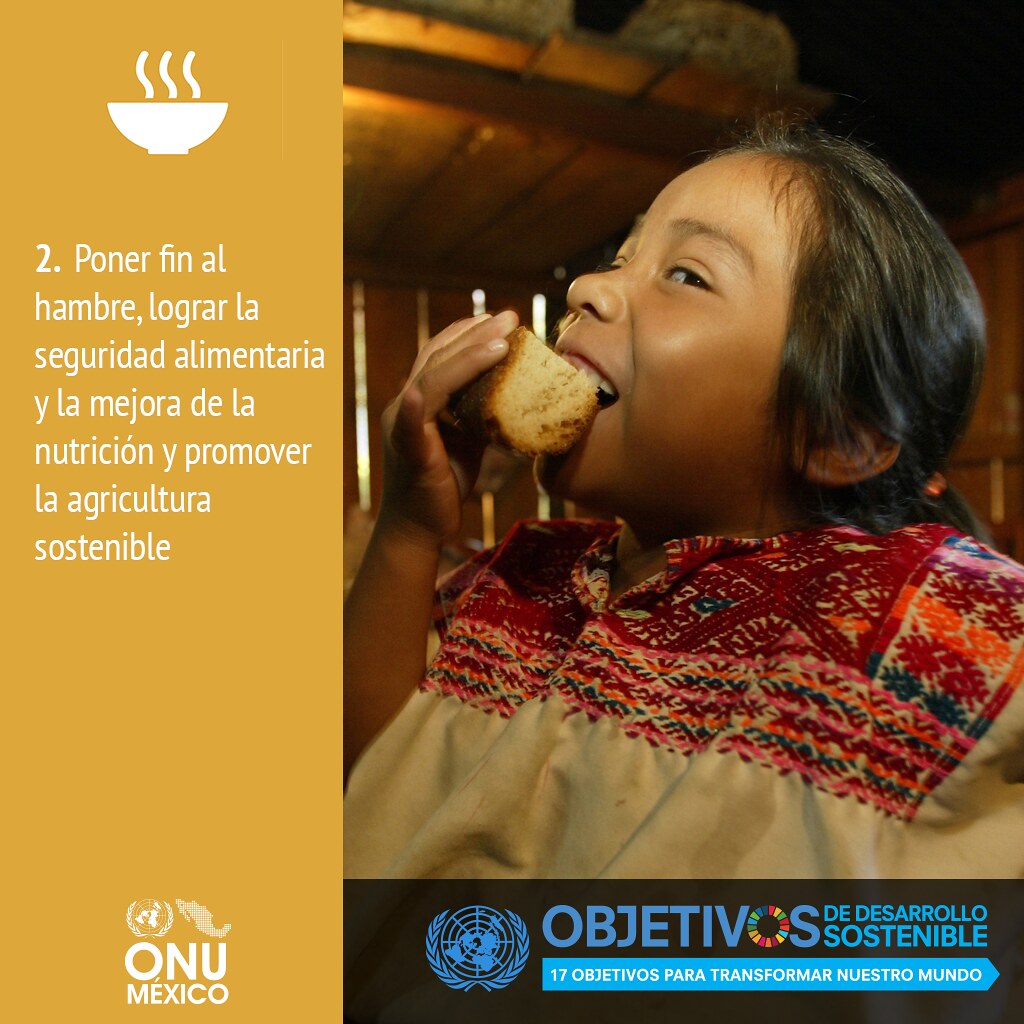 2. Poner fin al
hambre, lograr la
seguridad alimentaria
y la mejora de la
nutrición y promover
la agricultura
sostenible
ONU
MÉXICO
OBJETIVOS
DE DESARROLLO
SOSTENIBLE
17 OBJETIVOS PARA TRANSFORMAR NUESTRO MUNDO